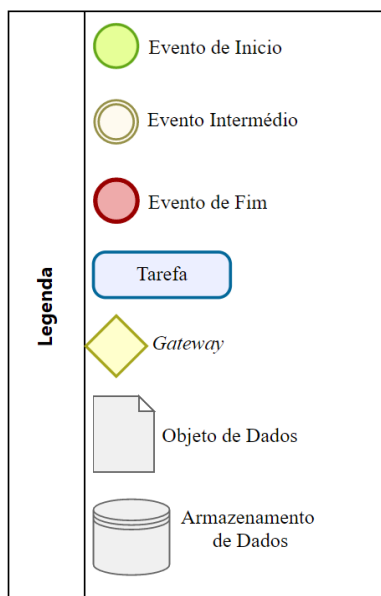 Legenda
Evento de Inicio
Evento Intermédio
Evento de Fim
Tarefa
Gateway
Objeto de Dados
Armazenamento
de Dados